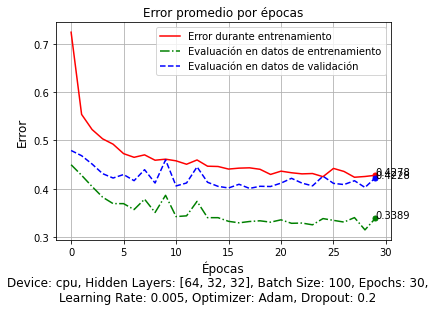 Error promedio por épocas
Error durante entrenamiento
Evaluación en datos de entrenamiento
Evaluación en datos de validación
Error
0.7
0.6
0.5
0.4
0.3
0.4278
0.4228
0.3389
0 5 10 15 20 25 30
Épocas
Device: cpu, Hidden Layers: [64, 32, 32], Batch Size: 100, Epochs: 30,
Learning Rate: 0.005, Optimizer: Adam, Dropout: 0.2